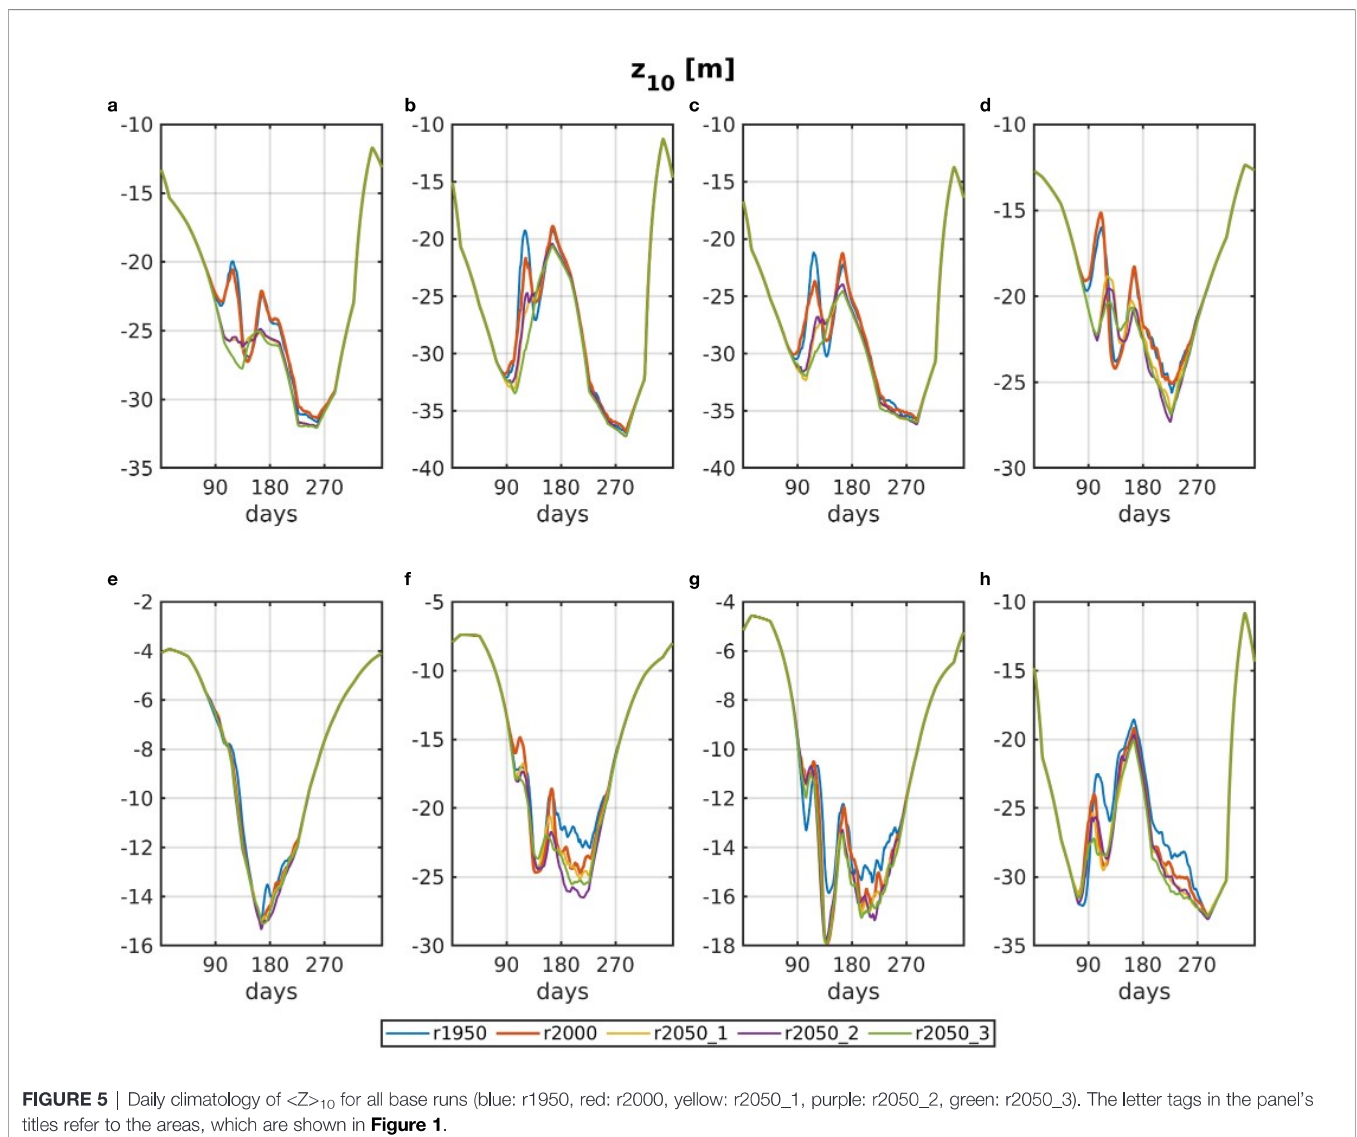 z10 [m]
a b c d
-10 -10 -10 -10
-15 -15 -15 -15
-20 -20 -20 -20
-25 -25 -25 -25
-30 -30 -30
-35 -35 -35
-40 -40 -30
90 180 270 90 180 270 90 180 270 90 180 270
days days days days
e f g h
-2 -5 -4 -10
-4 -10 -6 -15
-6 -15 -8 -20
-8 -20 -10 -25
-10 -25 -12 -30
-12 -30 -14 -35
-14 -16
-16 -18
90 180 270 90 180 270 90 180 270 90 180 270
days days days days
r1950 r2000 r2050_1 r2050_2 r2050_3
FIGURE 5 | Daily climatology of <Z>10 for all base runs (blue: r1950, red: r2000, yellow: r2050_1, purple: r2050_2, green: r2050_3). The letter tags in the panel's
titles refer to the areas, which are shown in Figure 1.